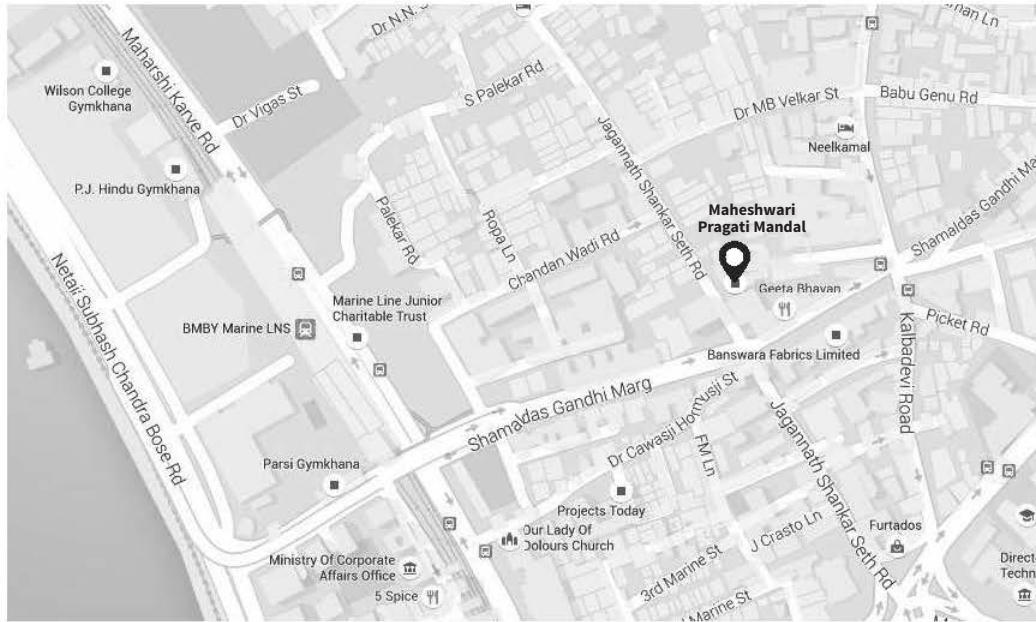 Dr N.N. S
Maharshi Karve Rd
Wilson College
Gymkhana
Dr Vigas St
S Palekar Rd
Dr MB Velkar St
Babu Genu Rd
Neelkamal
P.J. Hindu Gymkhana
Palekar Rd
Ropa Ln
Chandan Wadi Rd
Jagannath Shankar Seth Rd
Maheshwari
Pragati Mandal
Shamaldas Gandhi Mar
Netaji Subhash Chandra Bose Rd
Geeta Bhavan
Marine Line Junior
Charitable Trust
BMBY Marine LNS
Picket Rd
Kalbadevi Road
Banswara Fabrics Limited
Shamaldas Gandhi Marg
Dr Cawasji Hormusji St
FM Ln
Jagannath Shankar Seth Rd
Parsi Gymkhana
Projects Today
Our Lady Of
Dolours Church
J Crasto Ln
Furtados
Ministry Of Corporate
Affairs Office
5 Spice
3rd Marine St
Marine St
Direct
Techn